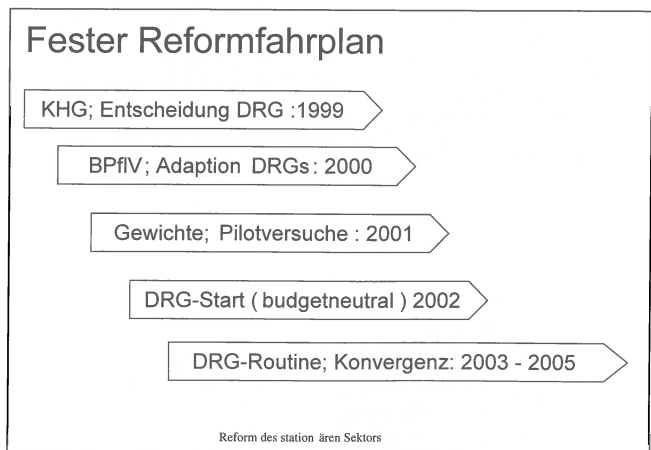 Fester Reformfahrplan
KHG; Entscheidung DRG :1999
BPflV; Adaption DRGs: 2000
Gewichte; Pilotversuche : 2001
DRG-Start ( budgetneutral ) 2002
DRG-Routine; Konvergenz: 2003 - 2005
Reform des station ären Sektors